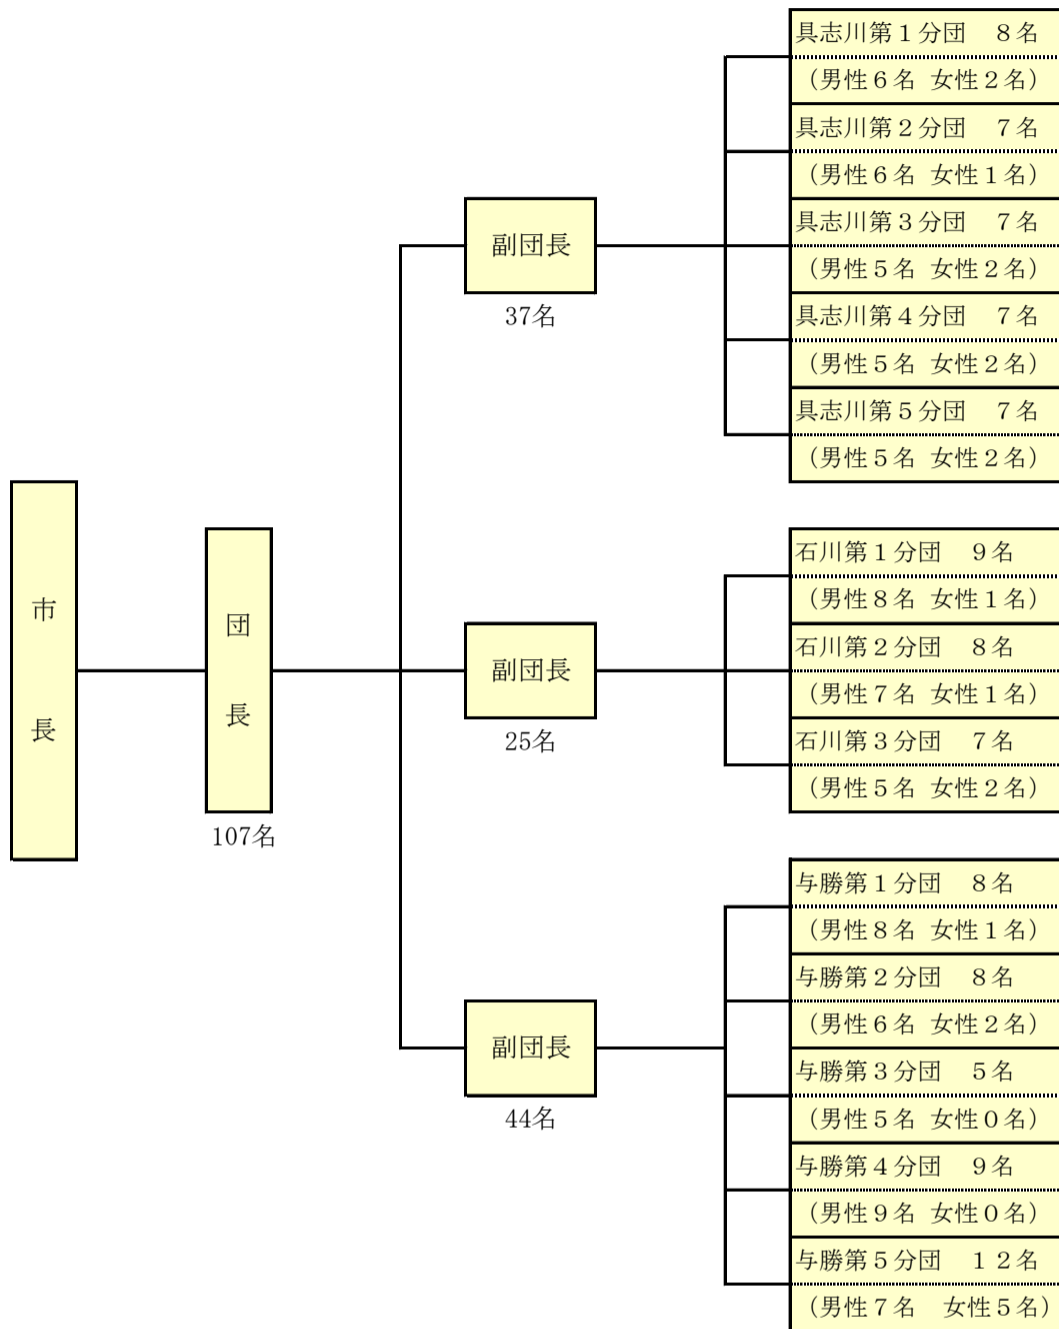 市長
団長
107名
副団長
37名
具志川第１分団　８名
（男性６名 女性２名）
具志川第２分団　７名
（男性６名 女性１名）
具志川第３分団　７名
（男性５名 女性２名）
具志川第４分団　７名
（男性５名 女性２名）
具志川第５分団　７名
（男性５名 女性２名）
副団長
25名
石川第１分団　９名
（男性８名 女性１名）
石川第２分団　８名
（男性７名 女性１名）
石川第３分団　７名
（男性５名 女性２名）
副団長
44名
与勝第１分団　８名
（男性８名 女性１名）
与勝第２分団　８名
（男性６名 女性２名）
与勝第３分団　５名
（男性５名 女性０名）
与勝第４分団　９名
（男性９名 女性０名）
与勝第５分団　１２名
（男性７名　女性５名）